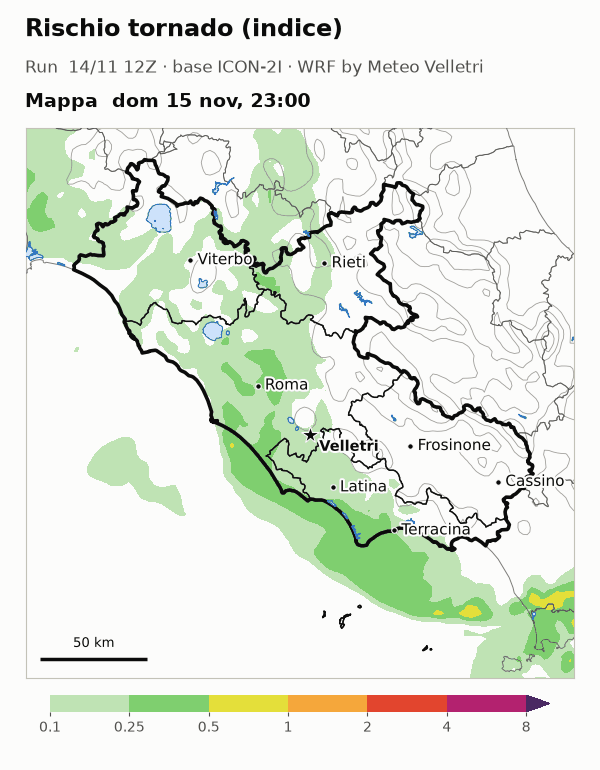 Rischio tornado (indice)
Run  14/11 12Z · base ICON-2I · WRF by Meteo Velletri
Mappa  dom 15 nov, 23:00
Viterbo
Rieti
Roma
Velletri
Frosinone
Cassino
Latina
Terracina
50 km
0.1 0.25 0.5 1 2 4 8